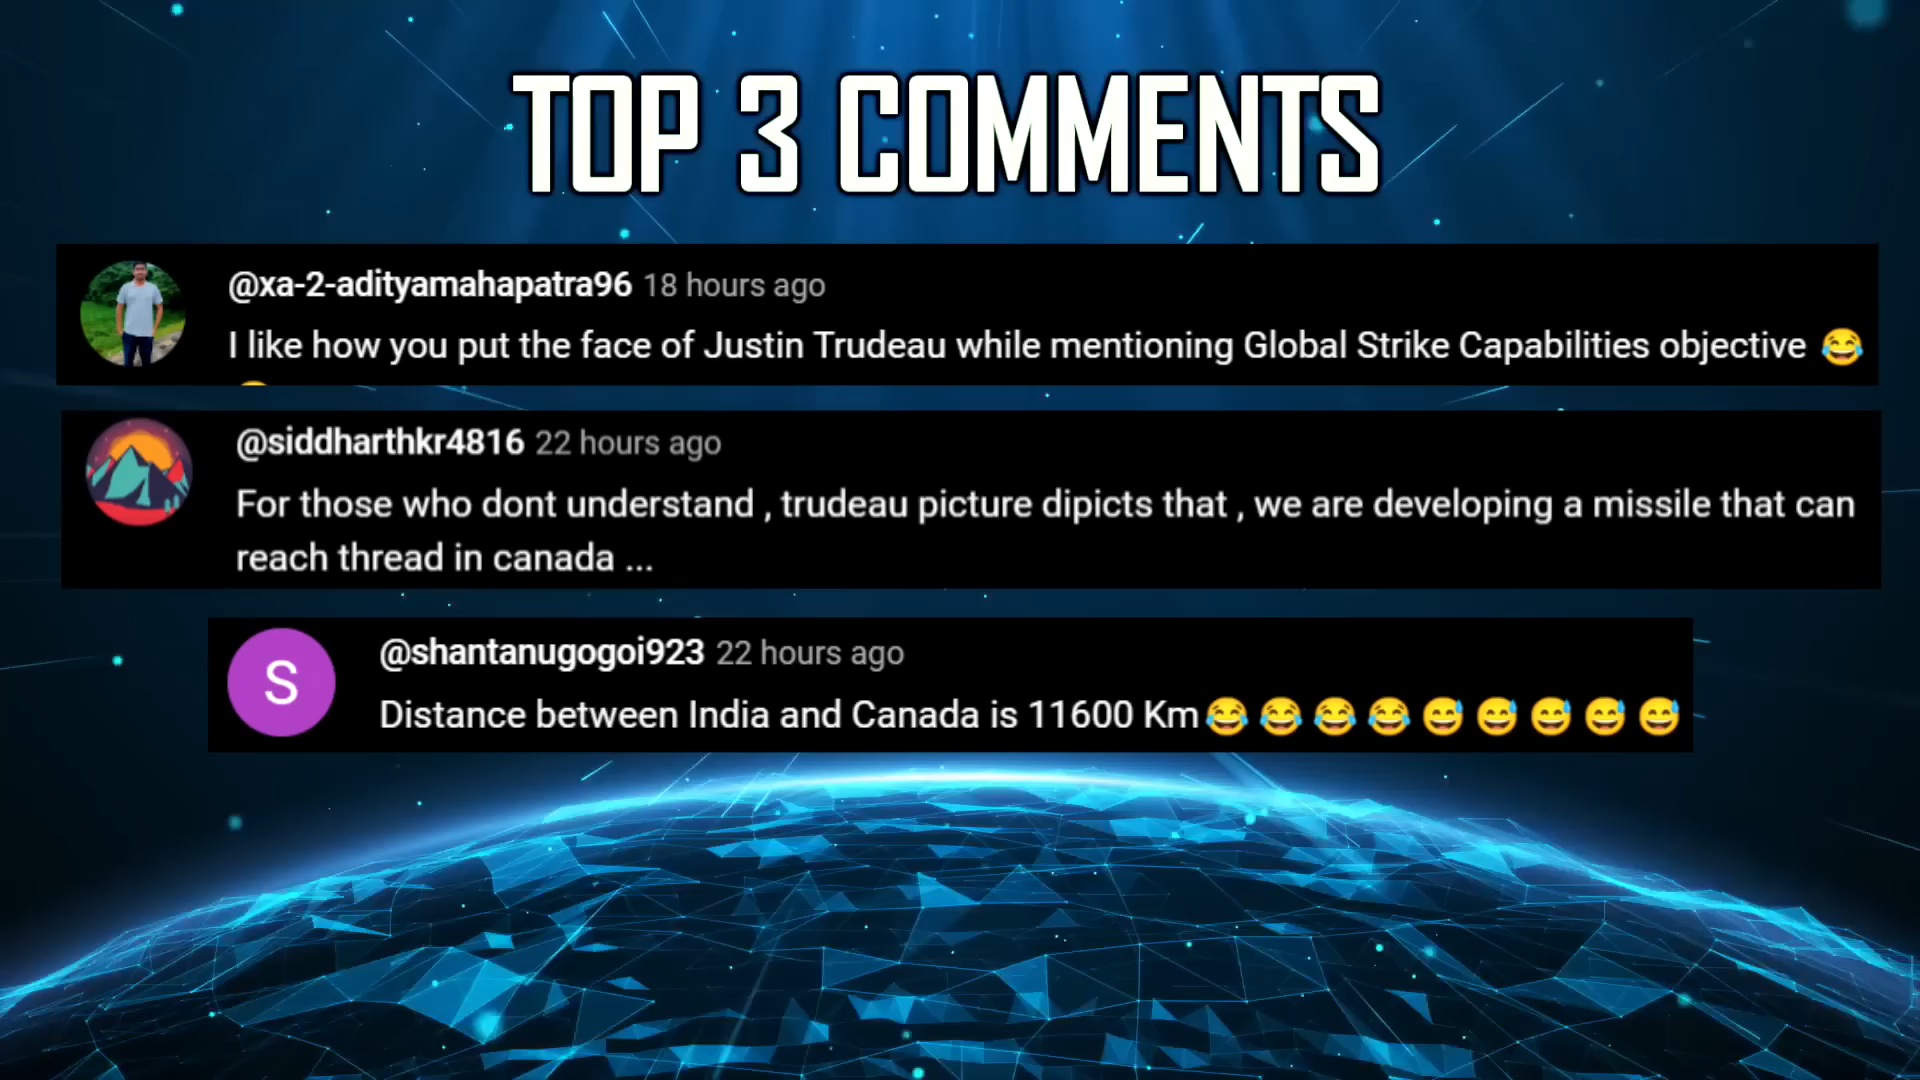 TOP 3 COMMENTS
@xa-2-adityamahapatra96 18 hours ago
I like how you put the face of Justin Trudeau while mentioning Global Strike Capabilities objective 😂
@siddharthkr4816 22 hours ago
For those who dont understand , trudeau picture dipicts that , we are developing a missile that can
reach thread in canada ...
S
@shantanugogoi923 22 hours ago
Distance between India and Canada is 11600 Km😂😂😂😂😅😅😅😅😅